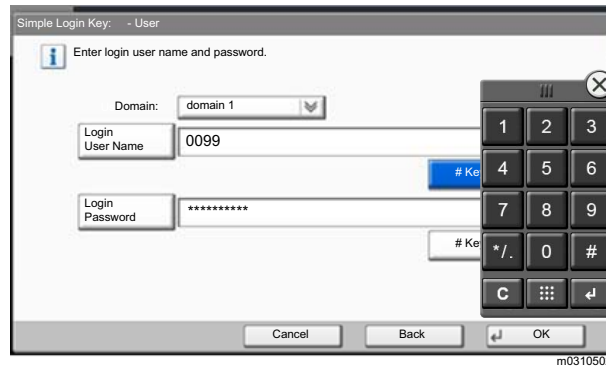 Simple Login Key: - User
Enter login user name and password.
Domain: domain 1
Login
User Name
0099
# Ke
Login
Password
**********
# Ke
1 2 3
4 5 6
7 8 9
*/. 0 #
C
Cancel Back OK
m031050